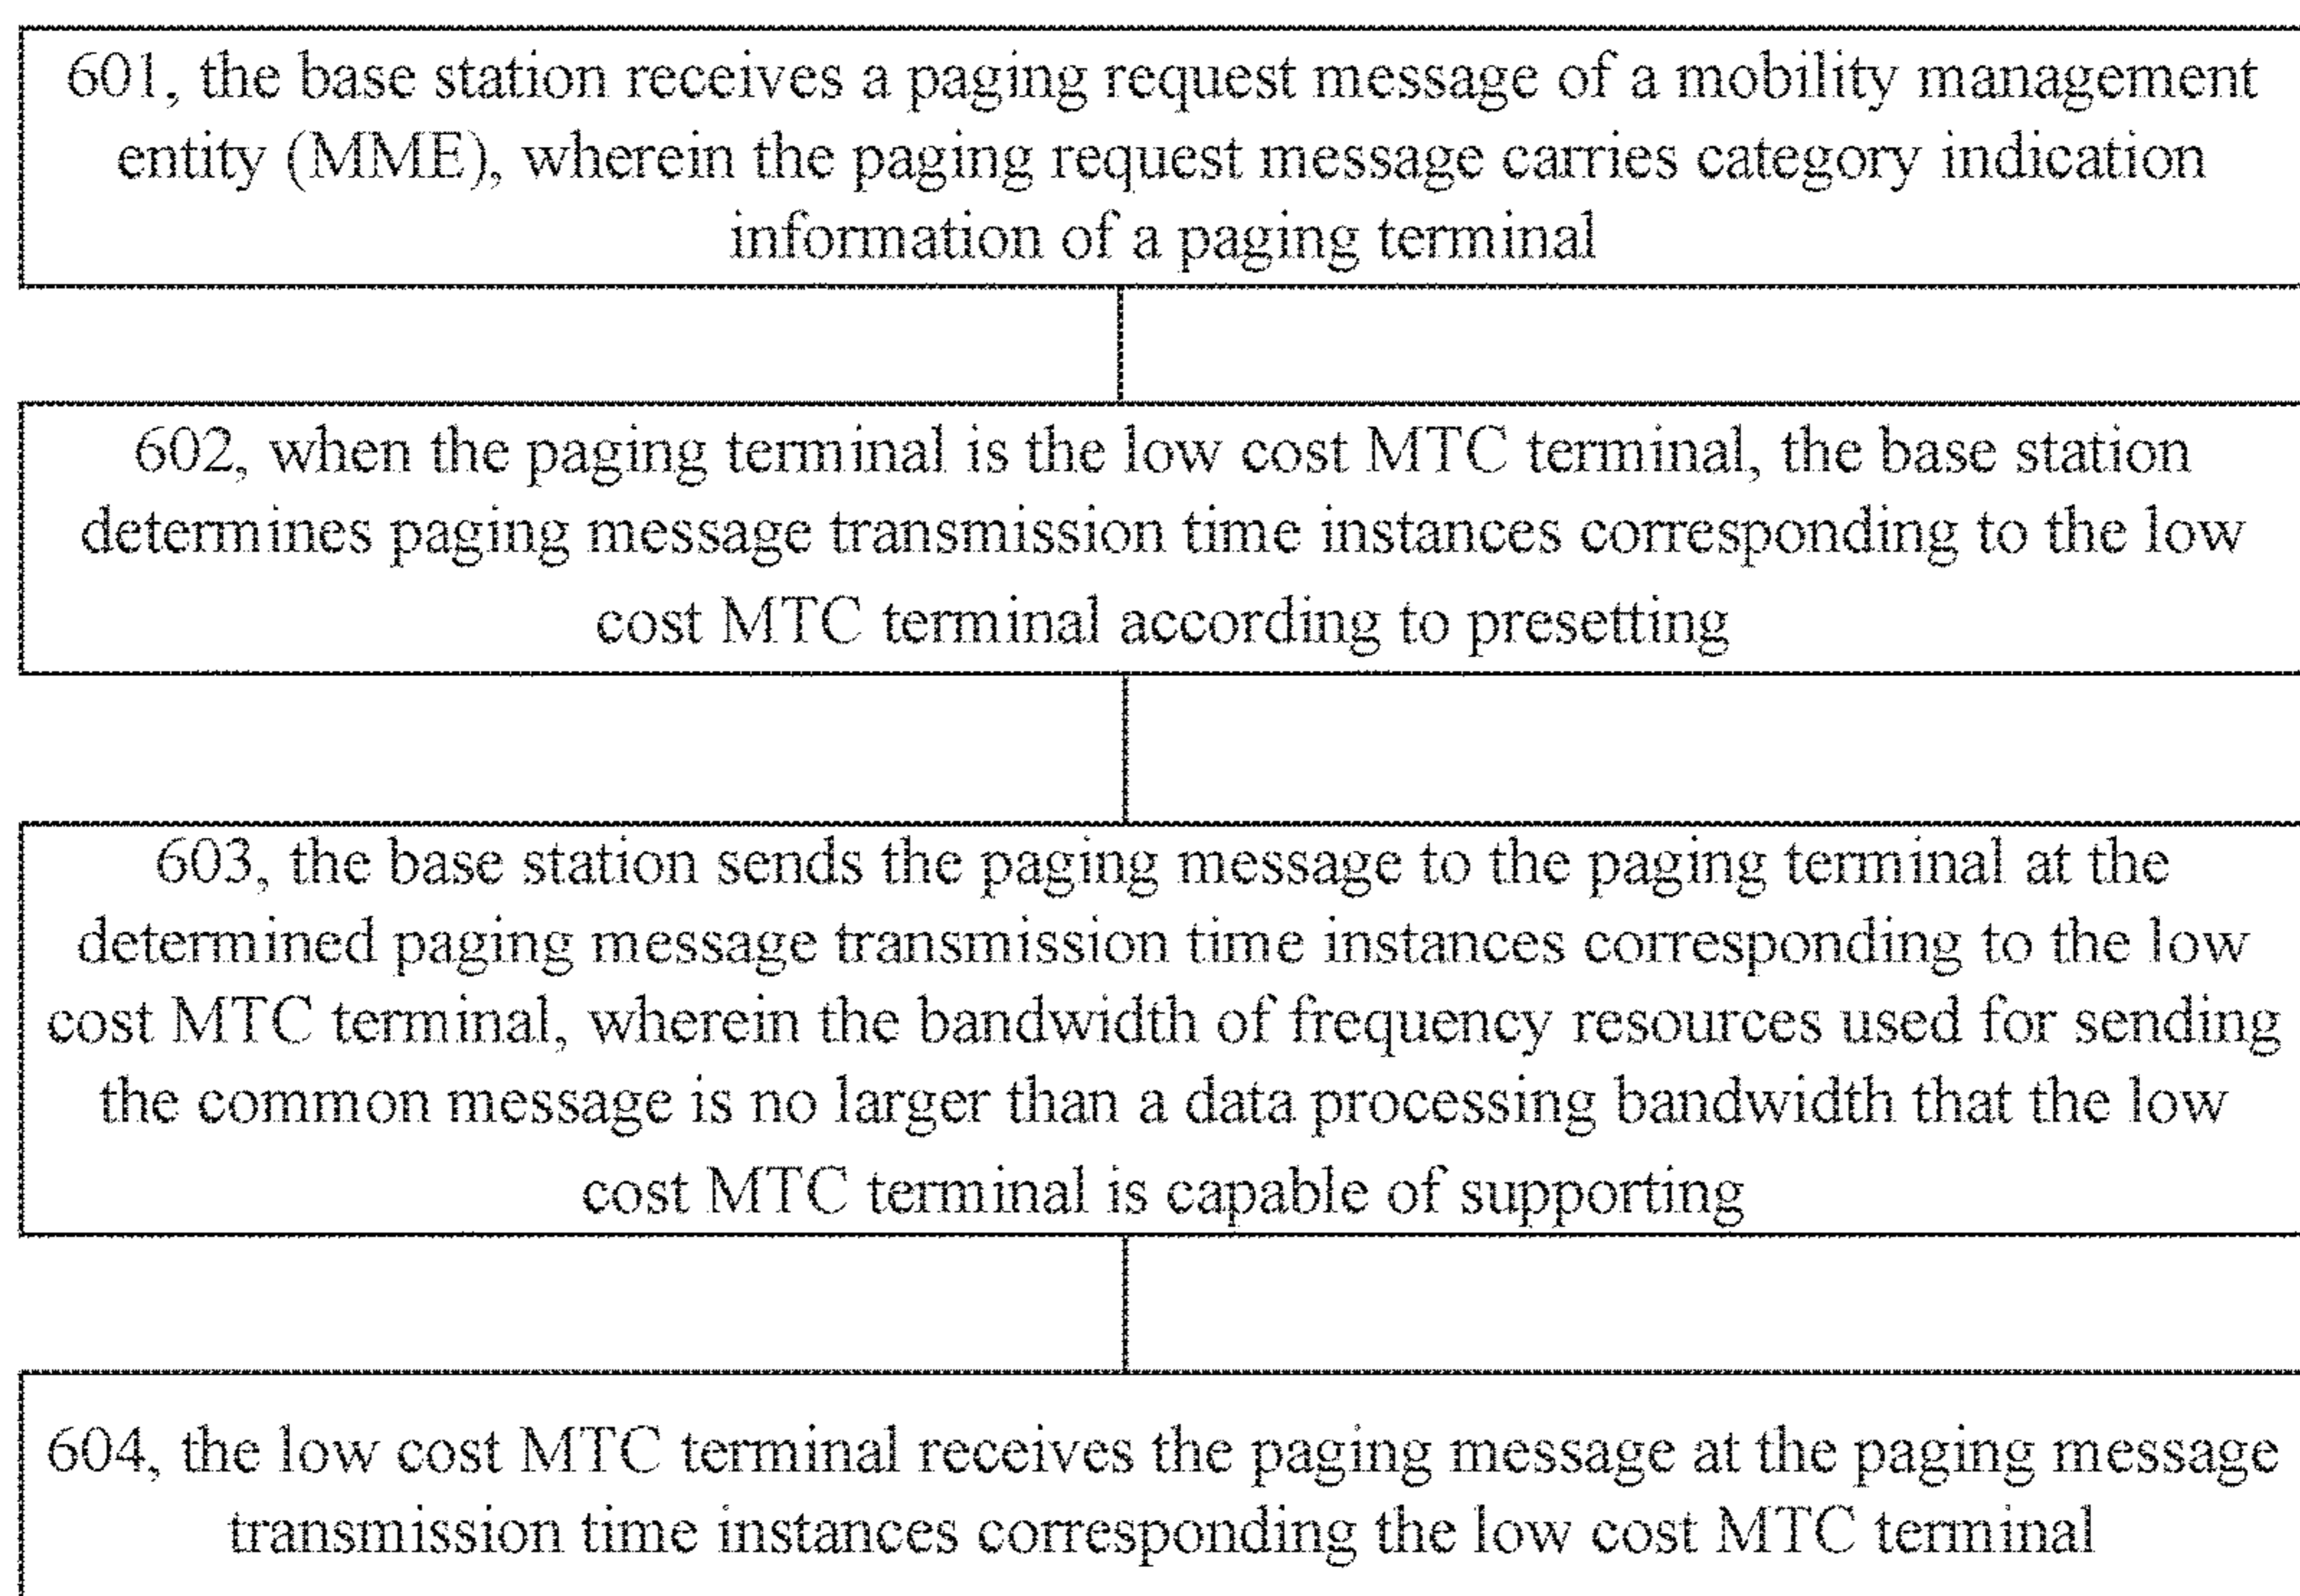 601, the base station receives a paging request message of a mobility management
entity (MME), wherein the paging request message carries category indication
information of a paging terminal
602, when the paging terminal is the low cost MTC terminal, the base station
determines paging message transmission time instances corresponding to the low
cost MTC terminal according to presetting
603, the base station sends the paging message to the paging terminal at the
determined paging message transmission time instances corresponding to the low
cost MTC terminal, wherein the bandwidth of frequency resources used for sending
the common message is no larger than a data processing bandwidth that the low
cost MTC terminal is capable of supporting
604, the low cost MTC terminal receives the paging message at the paging message
transmission time instances corresponding the low cost MTC terminal